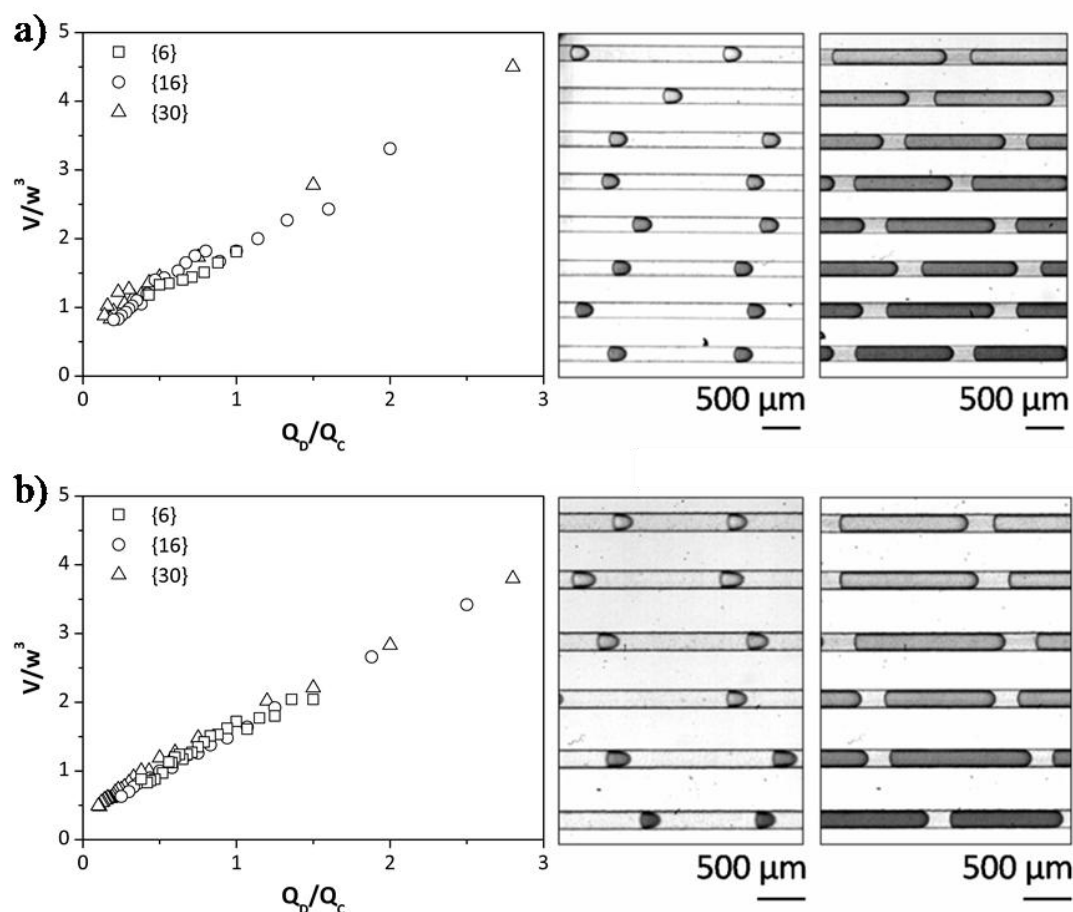 a)
5
4
3
2
1
0
V/w³
{6}
{16}
{30}
0 1 2 3
Q_D/Q_C
500 µm
500 µm
b)
5
4
3
2
1
0
V/w³
{6}
{16}
{30}
0 1 2 3
Q_D/Q_C
500 µm
500 µm